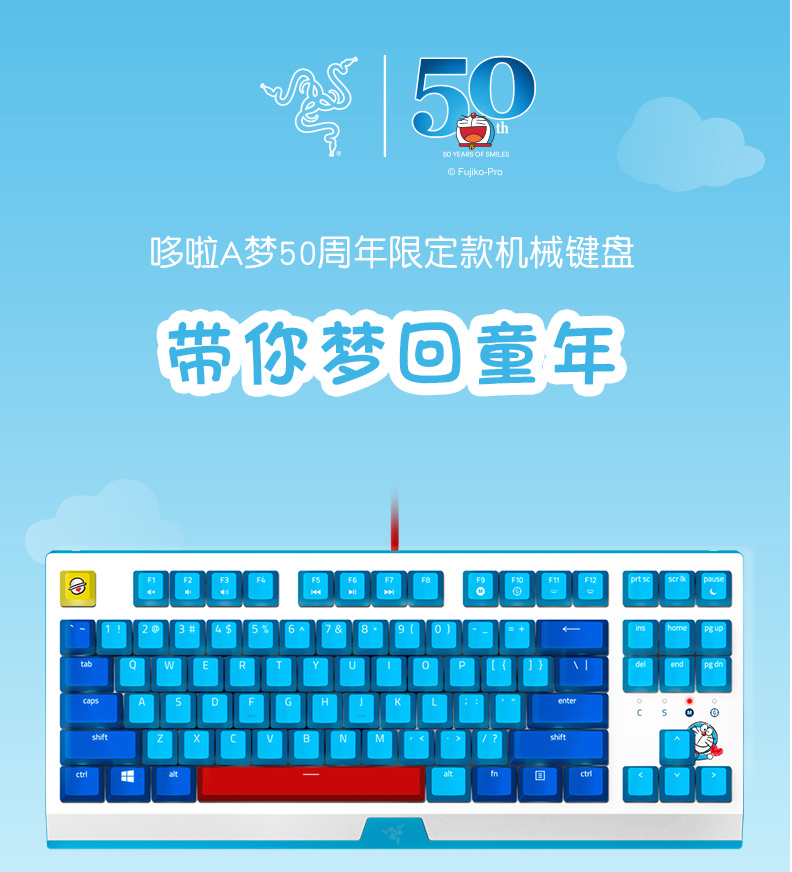 50th
50 YEARS OF SMILES
© Fujiko-Pro
哆啦A梦50周年限定款机械键盘
带你梦回童年
F1 F2 F3 F4 F5 F6 F7 F8 F9 F10 F11 F12 prt sc scr lk pause
M
` ~ 1 ! 2 @ 3 # 4 $ 5 % 6 ^ 7 & 8 * 9 ( 0 ) - _ = + ← ins home pg up
tab Q W E R T Y U I O P [ { ] } \ | del end pg dn
caps A S D F G H J K L ; : ' " enter
C S M G
shift Z X C V B N M , < . > / ? shift ^
ctrl alt alt fn ctrl < v >